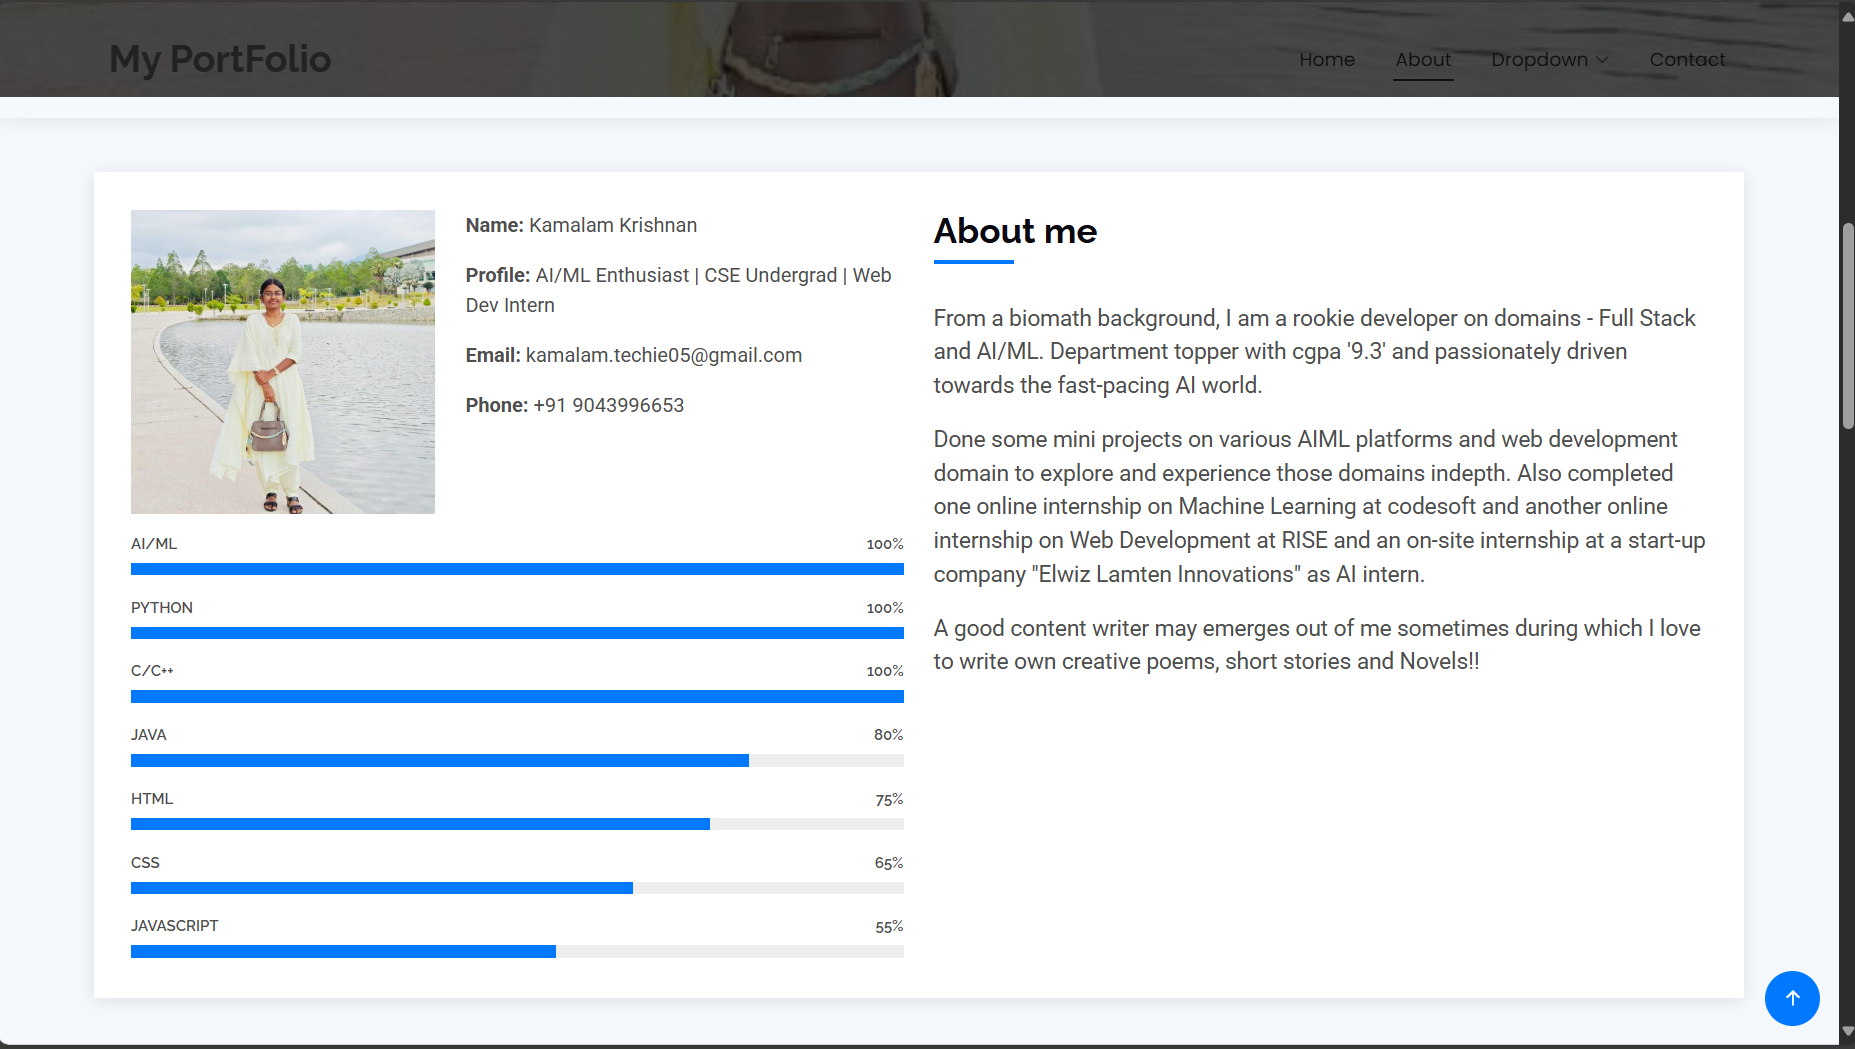 My PortFolio
Home About Dropdown Contact
Name: Kamalam Krishnan
Profile: AI/ML Enthusiast | CSE Undergrad | Web
Dev Intern
Email: kamalam.techie05@gmail.com
Phone: +91 9043996653
AI/ML 100%
PYTHON 100%
C/C++ 100%
JAVA 80%
HTML 75%
CSS 65%
JAVASCRIPT 55%
About me
From a biomath background, I am a rookie developer on domains - Full Stack
and AI/ML. Department topper with cgpa '9.3' and passionately driven
towards the fast-pacing AI world.
Done some mini projects on various AIML platforms and web development
domain to explore and experience those domains indepth. Also completed
one online internship on Machine Learning at codesoft and another online
internship on Web Development at RISE and an on-site internship at a start-up
company "Elwiz Lamten Innovations" as AI intern.
A good content writer may emerges out of me sometimes during which I love
to write own creative poems, short stories and Novels!!